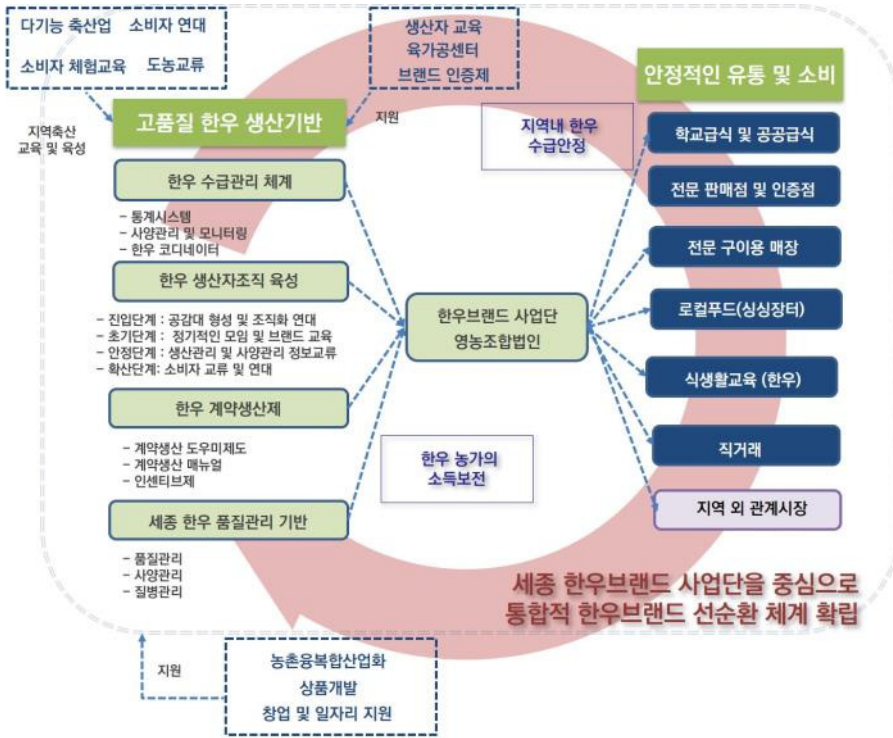 다기능 축산업 소비자 연대
소비자 체험교육 도농교류
생산자 교육
육가공센터
브랜드 인증제
지역축산
교육 및 육성
지원
고품질 한우 생산기반
한우 수급관리 체계
– 통계시스템
– 사양관리 및 모니터링
– 한우 코디네이터
한우 생산자조직 육성
– 진입단계 : 공감대 형성 및 조직화 연대
– 초기단계 : 정기적인 모임 및 브랜드 교육
– 안정단계 : 생산관리 및 사양관리 정보교류
– 확산단계: 소비자 교류 및 연대
한우 계약생산제
– 계약생산 도우미제도
– 계약생산 매뉴얼
– 인센티브제
세종 한우 품질관리 기반
– 품질관리
– 사양관리
– 질병관리
지역내 한우
수급안정
한우브랜드 사업단
영농조합법인
한우 농가의
소득보전
안정적인 유통 및 소비
학교급식 및 공공급식
전문 판매점 및 인증점
전문 구이용 매장
로컬푸드(싱싱장터)
식생활교육 (한우)
직거래
지역 외 관계시장
세종 한우브랜드 사업단을 중심으로
통합적 한우브랜드 선순환 체계 확립
지원
농촌융복합산업화
상품개발
창업 및 일자리 지원